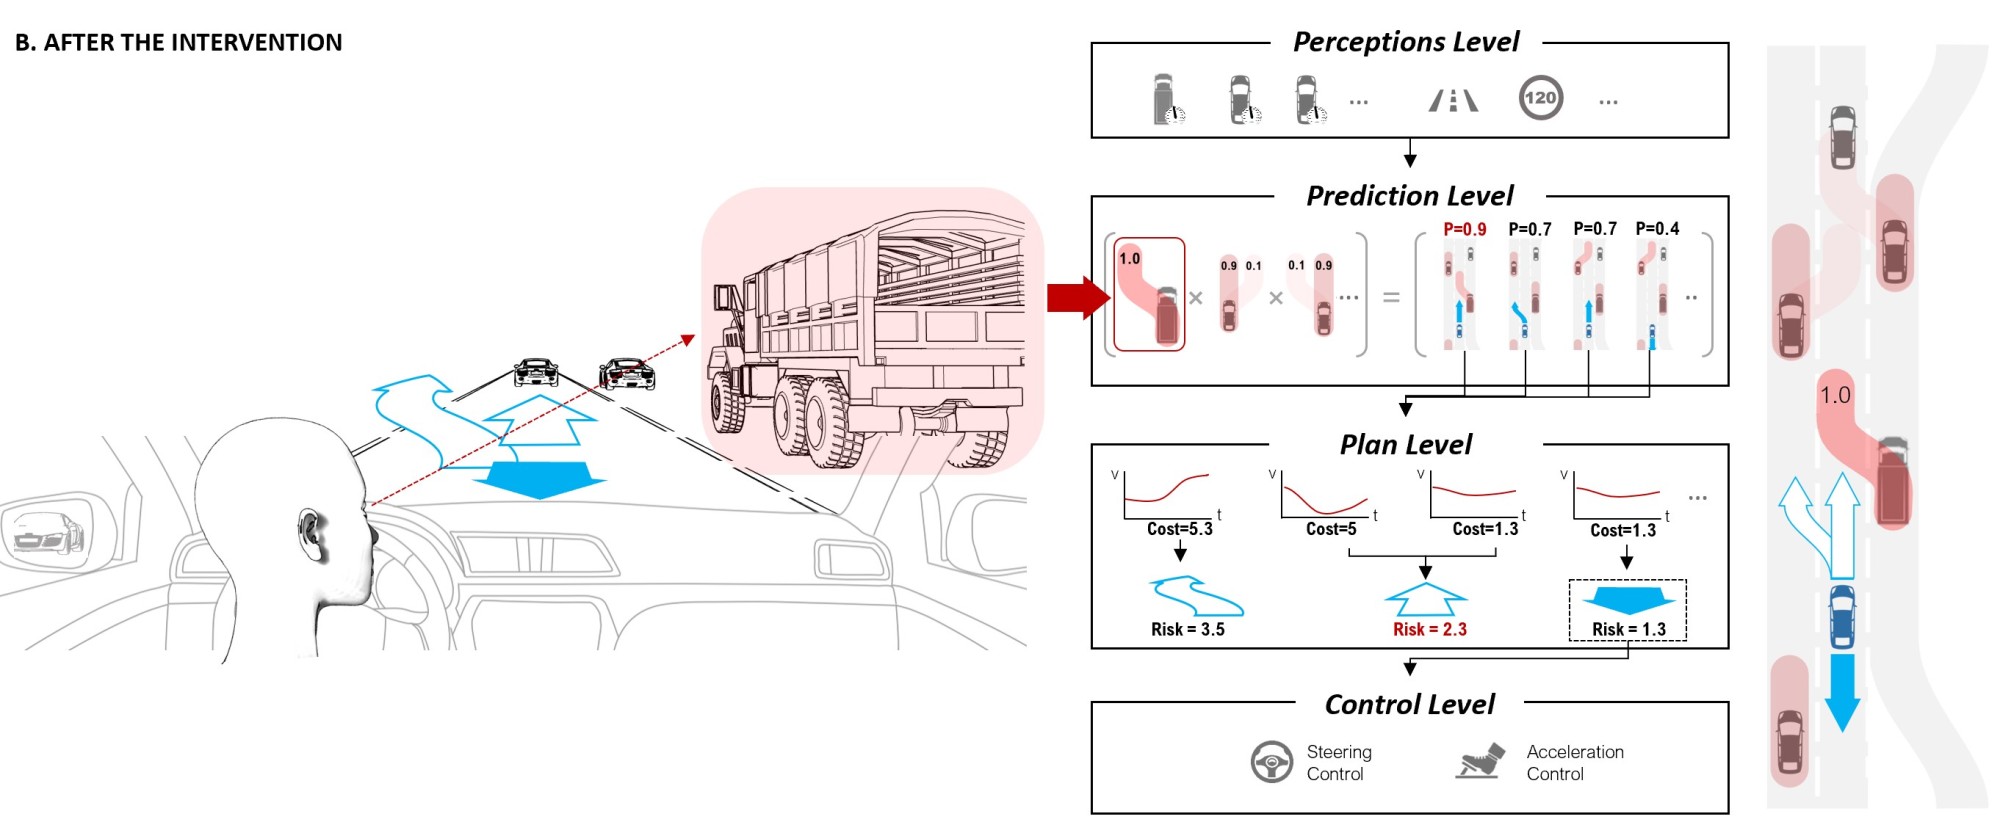 B. AFTER THE INTERVENTION
Perceptions Level
... 120 ...
Prediction Level
P=0.9 P=0.7 P=0.7 P=0.4
1.0 × 0.9 0.1 × 0.1 0.9 ... = ..
Plan Level
V V V V
t t t t ...
Cost=5.3 Cost=5 Cost=1.3 Cost=1.3
Risk = 3.5 Risk = 2.3 Risk = 1.3
Control Level
Steering
Control
Acceleration
Control
1.0